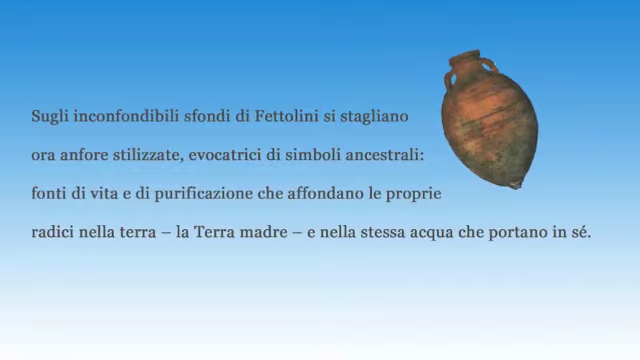 Sugli inconfondibili sfondi di Fettolini si stagliano
ora anfore stilizzate, evocatrici di simboli ancestrali:
fonti di vita e di purificazione che affondano le proprie
radici nella terra – la Terra madre – e nella stessa acqua che portano in sé.